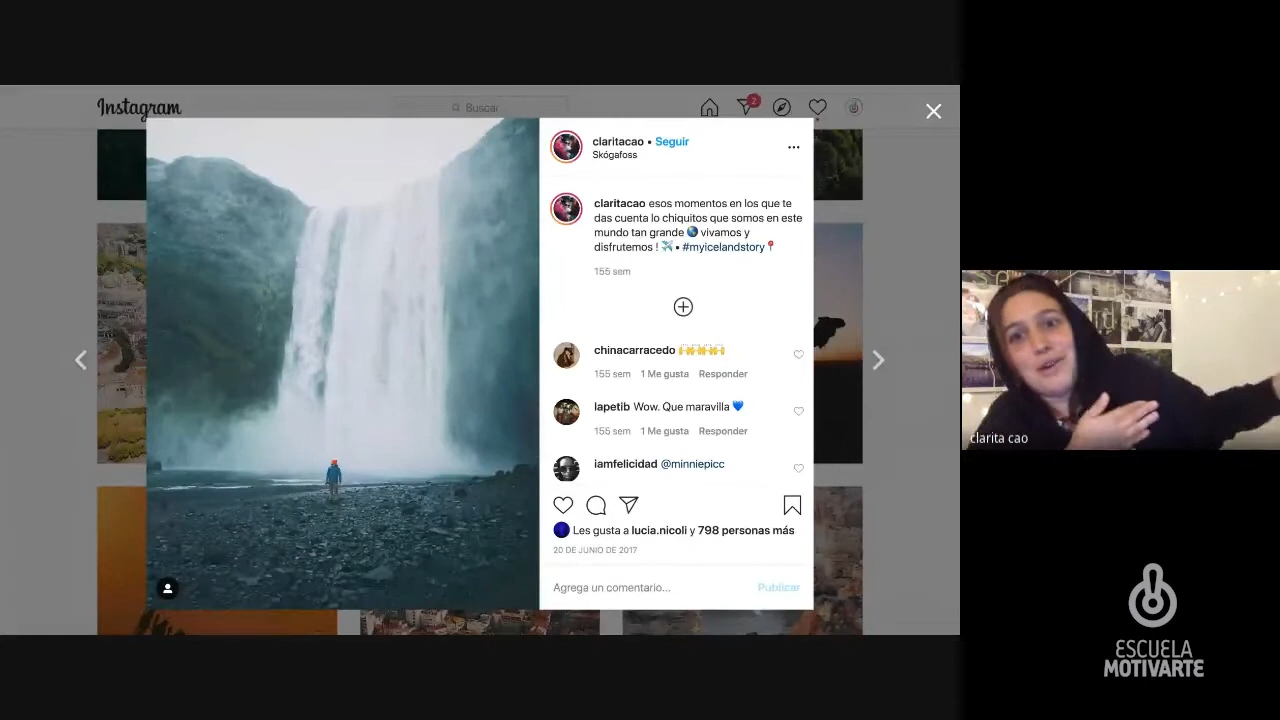 Instagram
Buscar
2
claritacao • Seguir
Skógafoss
claritacao esos momentos en los que te
das cuenta lo chiquitos que somos en este
mundo tan grande 🌎 vivamos y
disfrutemos ! ✈️ • #myicelandstory📍
155 sem
chinacarracedo 🙌🙌🙌🙌
155 sem 1 Me gusta Responder
lapetib Wow. Que maravilla 💙
155 sem 1 Me gusta Responder
iamfelicidad @minniepicc
Les gusta a lucia.nicoli y 798 personas más
20 DE JUNIO DE 2017
Agrega un comentario... Publicar
clarita cao
ESCUELA
MOTIVARTE